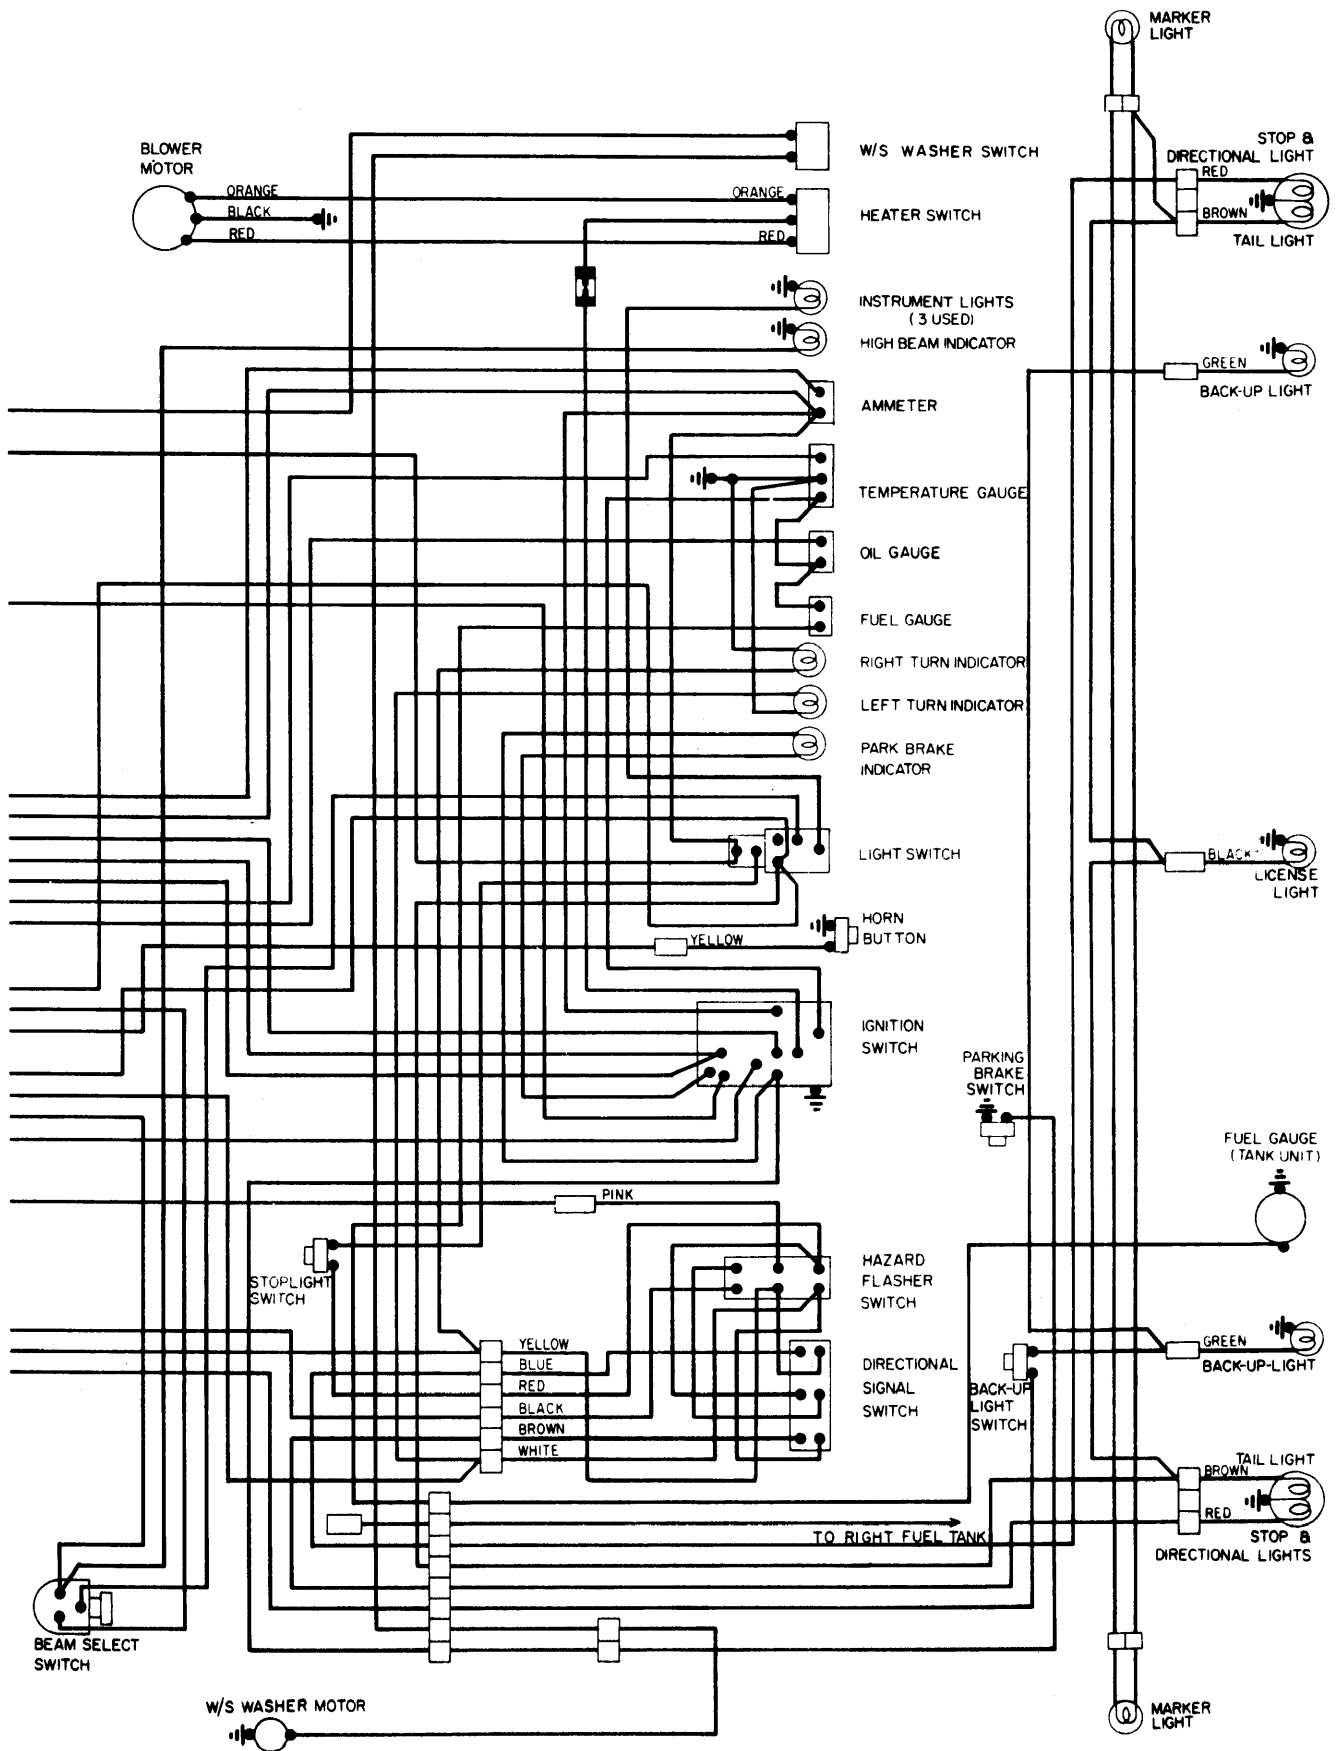 MARKER
LIGHT
BLOWER
MOTOR
ORANGE
BLACK
RED
ORANGE
RED
W/S WASHER SWITCH
HEATER SWITCH
STOP &
DIRECTIONAL LIGHT
RED
BROWN
TAIL LIGHT
INSTRUMENT LIGHTS
(3 USED)
HIGH BEAM INDICATOR
GREEN
BACK-UP LIGHT
AMMETER
TEMPERATURE GAUGE
OIL GAUGE
FUEL GAUGE
RIGHT TURN INDICATOR
LEFT TURN INDICATOR
PARK BRAKE
INDICATOR
LIGHT SWITCH
BLACK
LICENSE
LIGHT
YELLOW
HORN
BUTTON
IGNITION
SWITCH
PARKING
BRAKE
SWITCH
FUEL GAUGE
(TANK UNIT)
PINK
STOPLIGHT
SWITCH
HAZARD
FLASHER
SWITCH
YELLOW
BLUE
RED
BLACK
BROWN
WHITE
DIRECTIONAL
SIGNAL
SWITCH
BACK-UP
LIGHT
SWITCH
GREEN
BACK-UP-LIGHT
TAIL LIGHT
BROWN
RED
STOP &
DIRECTIONAL LIGHTS
TO RIGHT FUEL TANK
BEAM SELECT
SWITCH
W/S WASHER MOTOR
MARKER
LIGHT